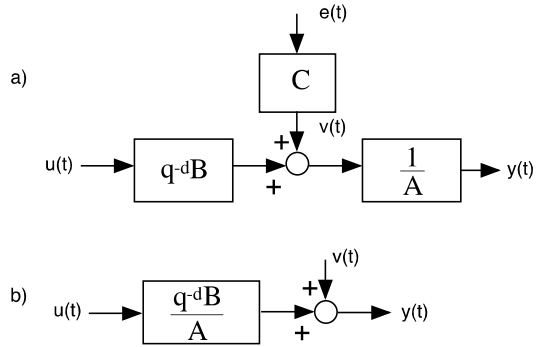 e(t)
a)
C
v(t)
+
u(t)
q-dB
+
1
A
y(t)
v(t)
b)
+
u(t)
q-dB
A
y(t)
+